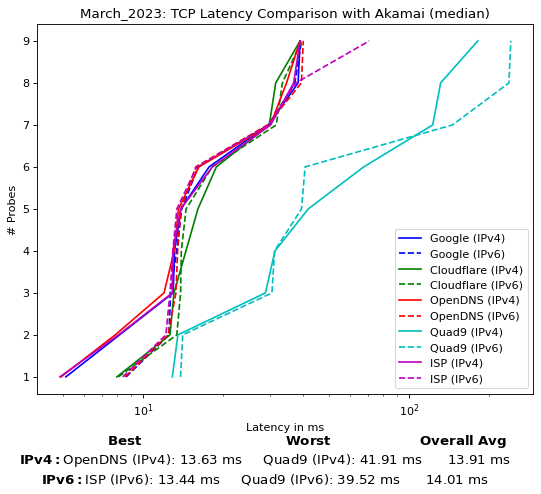 March_2023: TCP Latency Comparison with Akamai (median)
# Probes
9
8
7
6
5
4
3
2
1
Google (IPv4)
Google (IPv6)
Cloudflare (IPv4)
Cloudflare (IPv6)
OpenDNS (IPv4)
OpenDNS (IPv6)
Quad9 (IPv4)
Quad9 (IPv6)
ISP (IPv4)
ISP (IPv6)
10¹ 10²
Latency in ms
Best Worst Overall Avg
IPv4: OpenDNS (IPv4): 13.63 ms Quad9 (IPv4): 41.91 ms 13.91 ms
IPv6: ISP (IPv6): 13.44 ms Quad9 (IPv6): 39.52 ms 14.01 ms